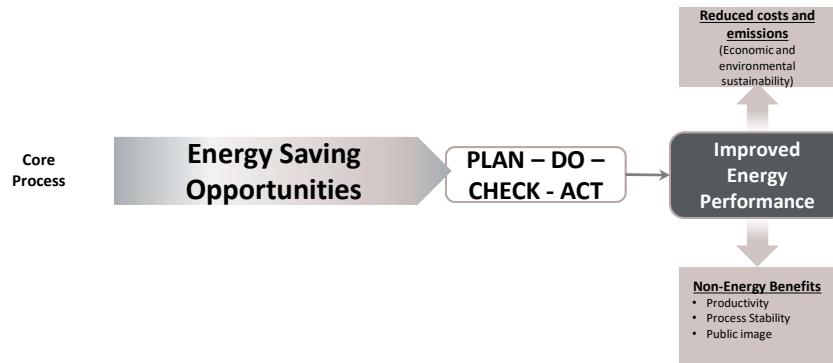 Reduced costs and
emissions
(Economic and
environmental
sustainability)
Core
Process
Energy Saving
Opportunities
PLAN – DO –
CHECK - ACT
Improved
Energy
Performance
Non-Energy Benefits
• Productivity
• Process Stability
• Public image